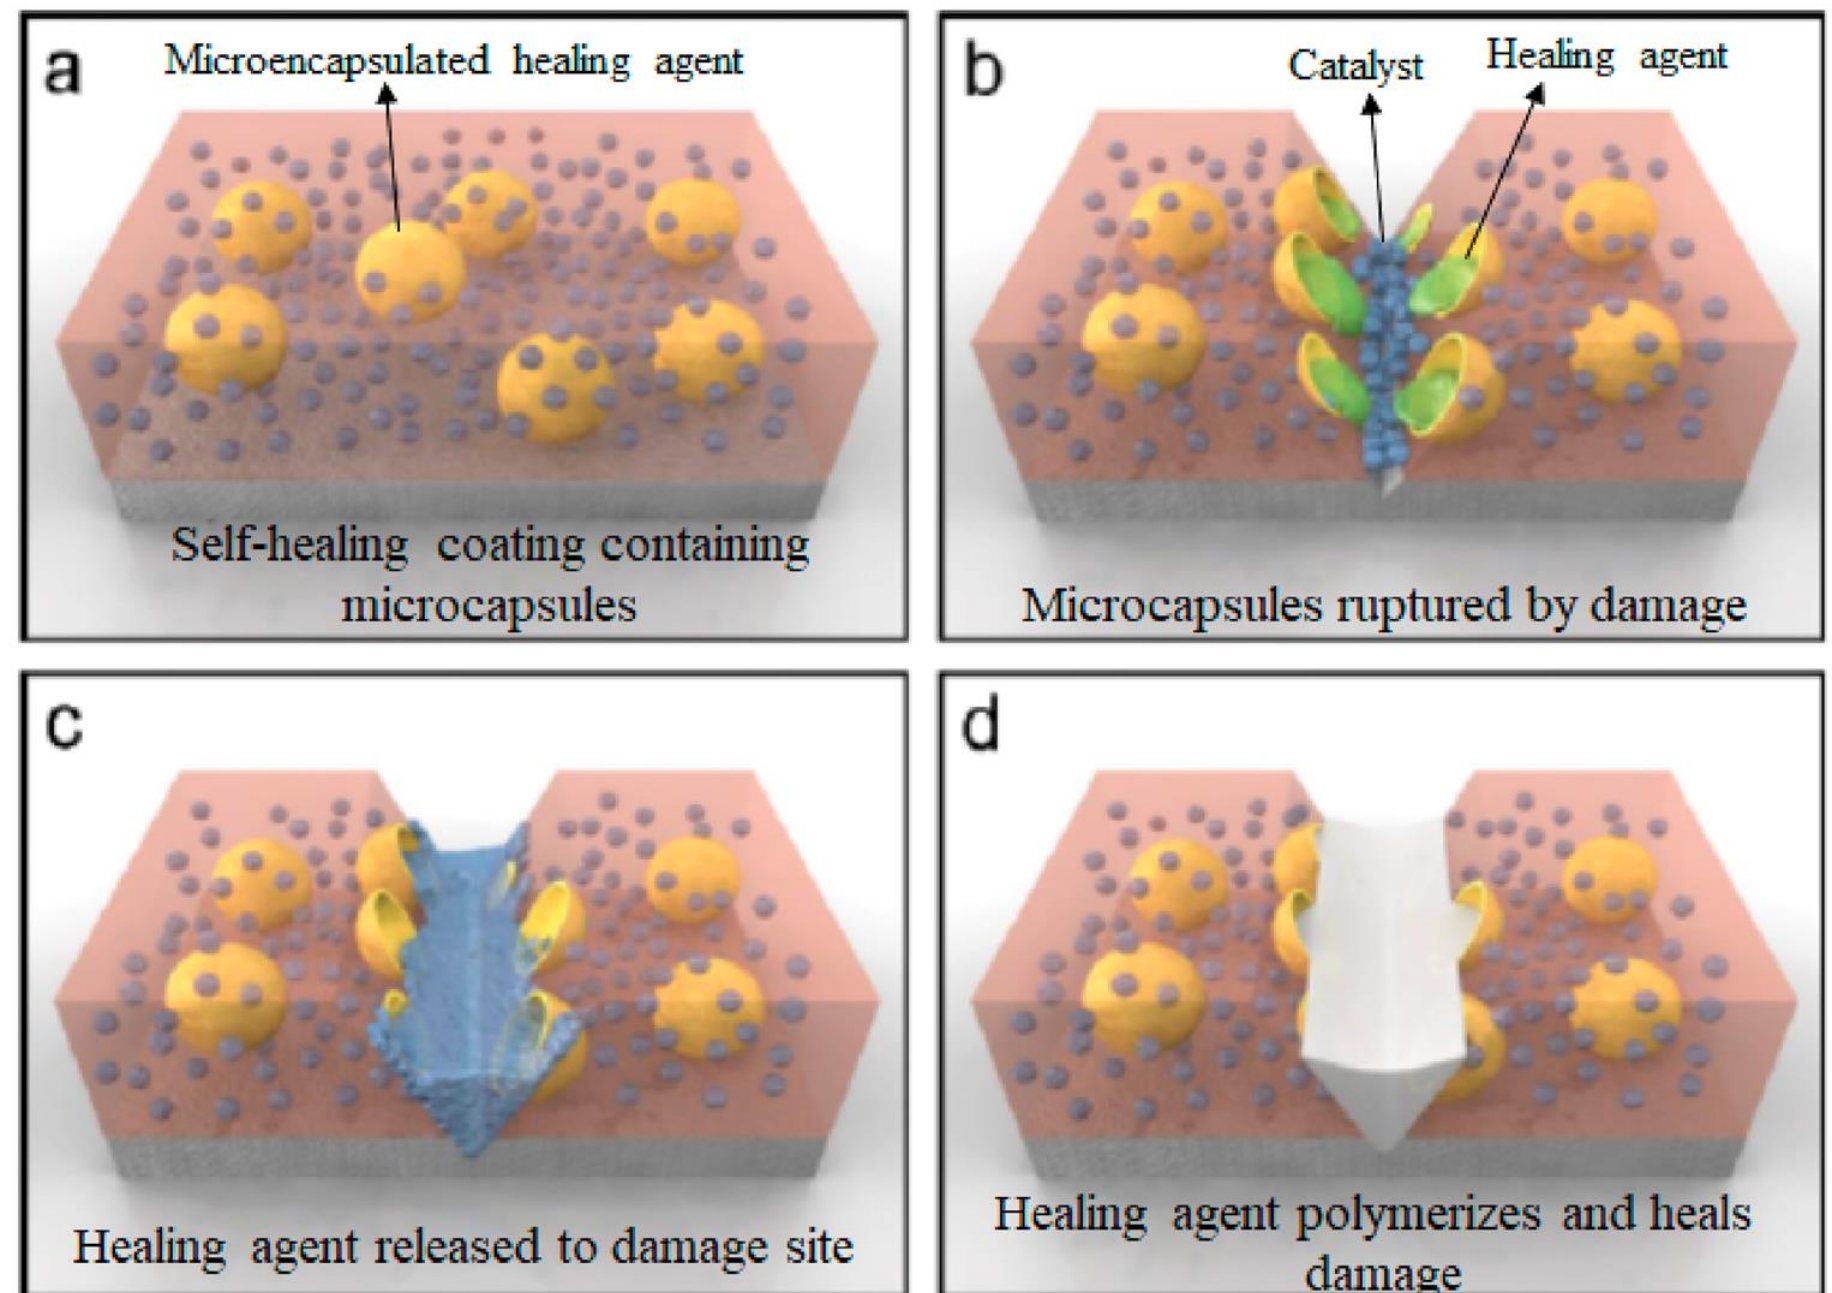 a
Microencapsulated healing agent
Self-healing coating containing
microcapsules
b
Catalyst
Healing agent
Microcapsules ruptured by damage
c
Healing agent released to damage site
d
Healing agent polymerizes and heals
damage